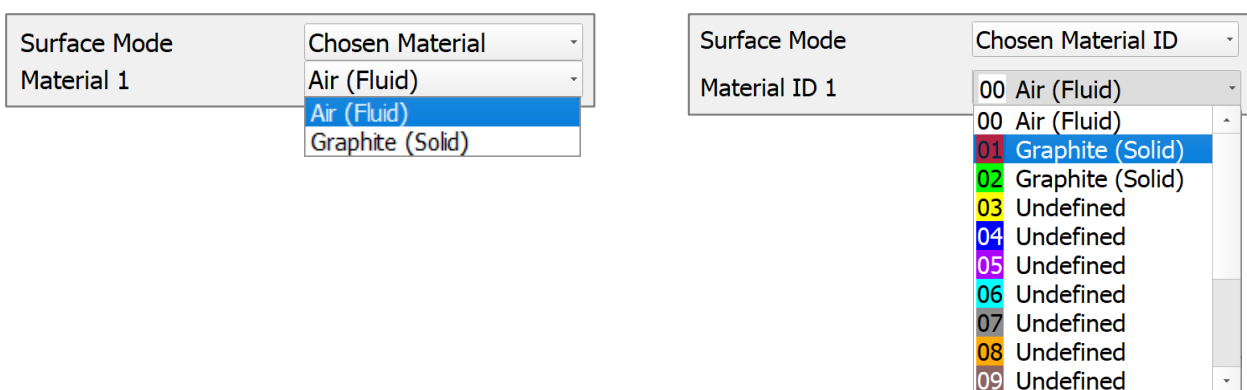 Surface Mode Chosen Material
Material 1 Air (Fluid)
Air (Fluid)
Graphite (Solid)
Surface Mode Chosen Material ID
Material ID 1 00 Air (Fluid)
00 Air (Fluid)
01 Graphite (Solid)
02 Graphite (Solid)
03 Undefined
04 Undefined
05 Undefined
06 Undefined
07 Undefined
08 Undefined
09 Undefined